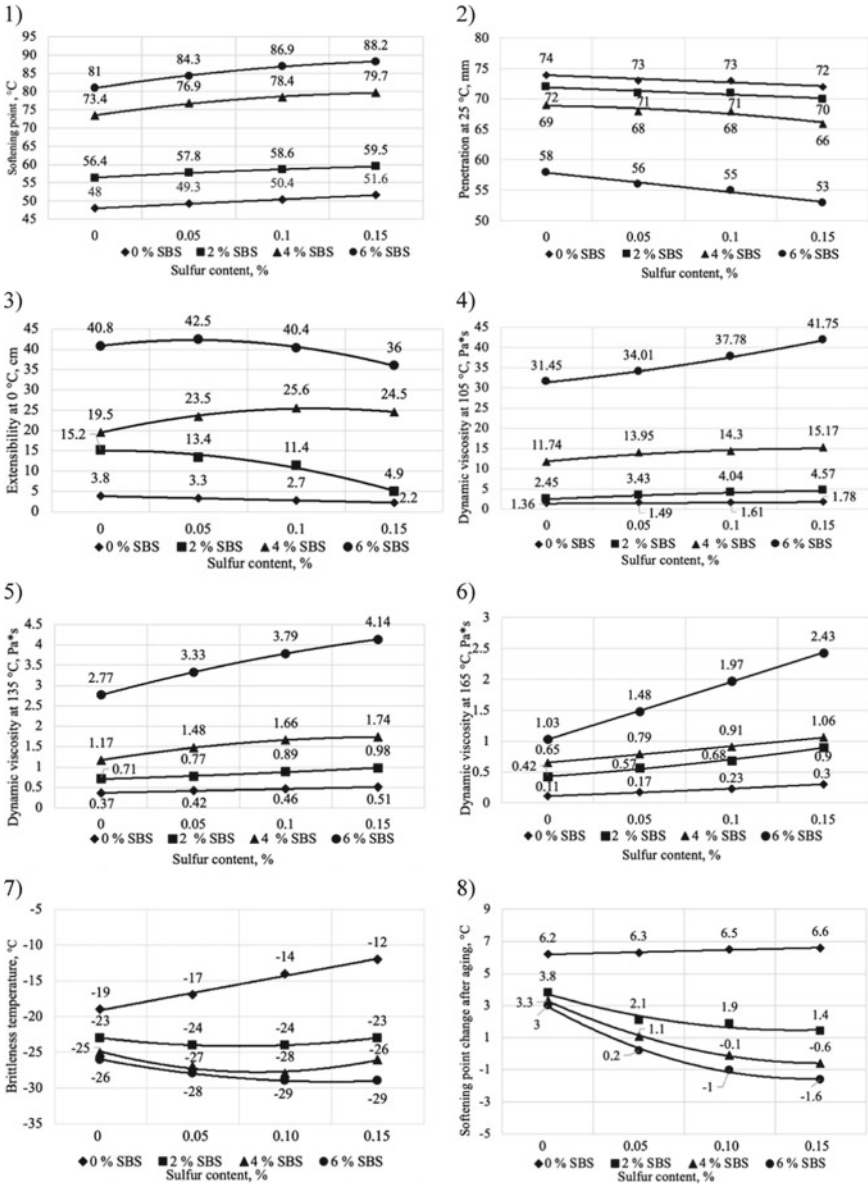 1)
Softening point, °C
95
90
85
80
75
70
65
60
55
50
45
81 84.3 86.9 88.2
73.4 76.9 78.4 79.7
56.4 57.8 58.6 59.5
48 49.3 50.4 51.6
0 0.05 0.1 0.15
0 % SBS 2 % SBS 4 % SBS 6 % SBS
Sulfur content, %
2)
Penetration at 25 °C, mm
75
70
65
60
55
50
74 73 73 72
72 71 71 70
69 68 68 66
58 56 55 53
0 0.05 0.1 0.15
0 % SBS 2 % SBS 4 % SBS 6 % SBS
Sulfur content, %
3)
Extensibility at 0 °C, cm
45
40
35
30
25
20
15
10
5
0
40.8 42.5 40.4 36
19.5 23.5 25.6 24.5
15.2 13.4 11.4 4.9
3.8 3.3 2.7 2.2
0 0.05 0.1 0.15
0 % SBS 2 % SBS 4 % SBS 6 % SBS
Sulfur content, %
4)
Dynamic viscosity at 105 °C, Pa*s
45
40
35
30
25
20
15
10
5
0
31.45 34.01 37.78 41.75
11.74 13.95 14.3 15.17
2.45 3.43 4.04 4.57
1.36 1.49 1.61 1.78
0 0.05 0.1 0.15
0 % SBS 2 % SBS 4 % SBS 6 % SBS
Sulfur content, %
5)
Dynamic viscosity at 135 °C, Pa*s
4.5
4
3.5
3
2.5
2
1.5
1
0.5
0
2.77 3.33 3.79 4.14
1.17 1.48 1.66 1.74
0.71 0.77 0.89 0.98
0.37 0.42 0.46 0.51
0 0.05 0.1 0.15
0 % SBS 2 % SBS 4 % SBS 6 % SBS
Sulfur content, %
6)
Dynamic viscosity at 165 °C, Pa*s
3
2.5
2
1.5
1
0.5
0
1.03 1.48 1.97 2.43
0.65 0.79 0.91 1.06
0.42 0.57 0.68 0.9
0.11 0.17 0.23 0.3
0 0.05 0.1 0.15
0 % SBS 2 % SBS 4 % SBS 6 % SBS
Sulfur content, %
7)
Brittleness temperature, °C
-5
-10
-15
-20
-25
-30
-35
-19 -17 -14 -12
-23 -24 -24 -23
-25 -27 -28 -26
-26 -28 -29 -29
0 0.05 0.10 0.15
0 % SBS 2 % SBS 4 % SBS 6 % SBS
Sulfur content, %
8)
Softening point change after aging, °C
9
7
5
3
1
-1
-3
-5
6.2 6.3 6.5 6.6
3.8 2.1 1.9 1.4
3.3 1.1 -0.1 -0.6
3 0.2 -1 -1.6
0 0.05 0.10 0.15
0 % SBS 2 % SBS 4 % SBS 6 % SBS
Sulfur content, %